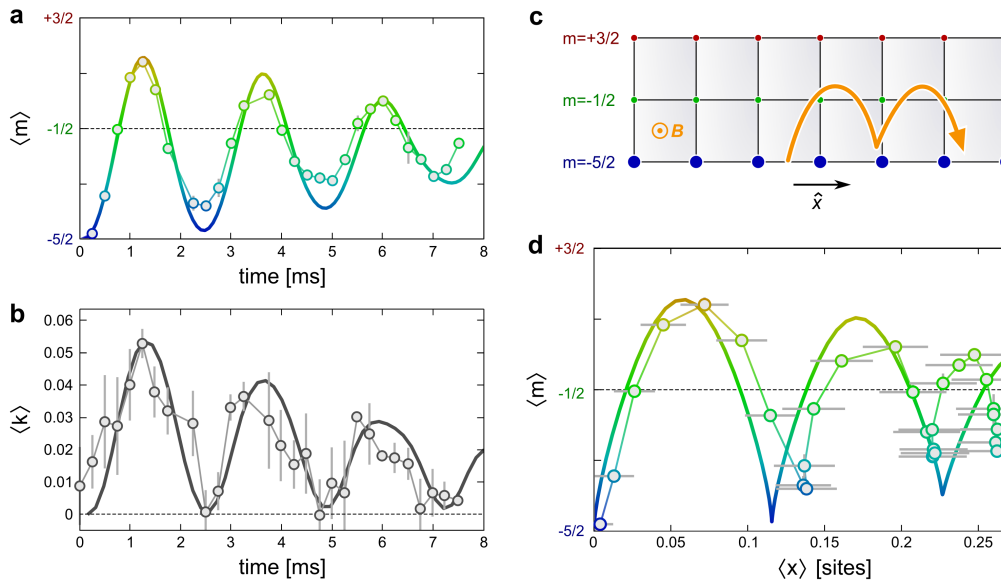 a
+3/2
-1/2
-5/2
⟨m⟩
0 1 2 3 4 5 6 7 8
time [ms]
b
0.06
0.05
0.04
0.03
0.02
0.01
0
⟨k⟩
0 1 2 3 4 5 6 7 8
time [ms]
c
m=+3/2
m=-1/2
m=-5/2
B
x̂
d
+3/2
-1/2
-5/2
⟨m⟩
0 0.05 0.1 0.15 0.2 0.25
⟨x⟩ [sites]